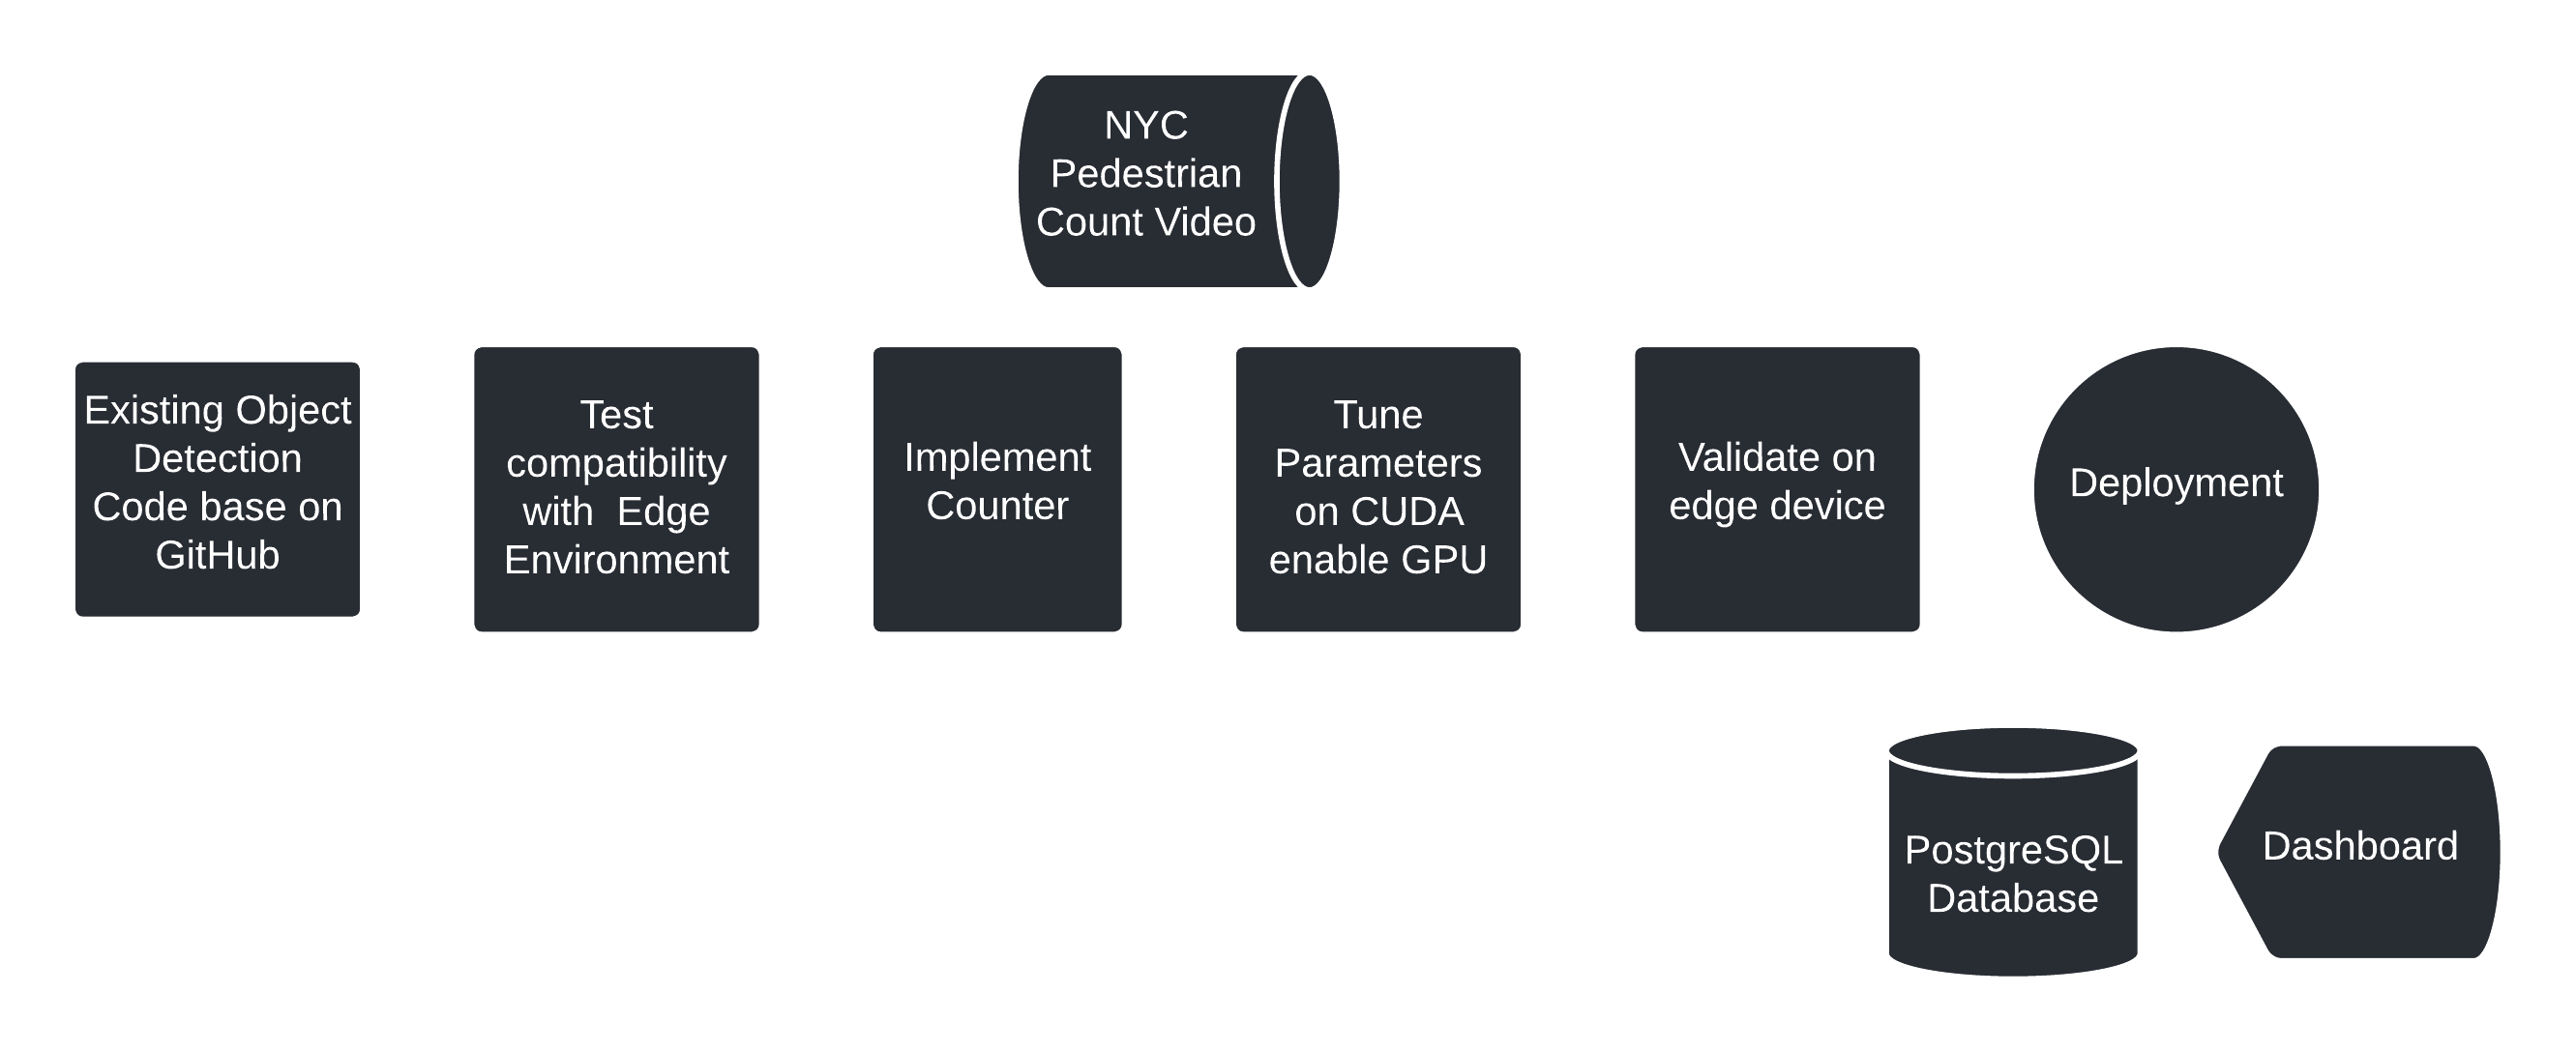 NYC
Pedestrian
Count Video
Existing Object
Detection
Code base on
GitHub
Test
compatibility
with  Edge
Environment
Implement
Counter
Tune
Parameters
on CUDA
enable GPU
Validate on
edge device
Deployment
PostgreSQL
Database
Dashboard